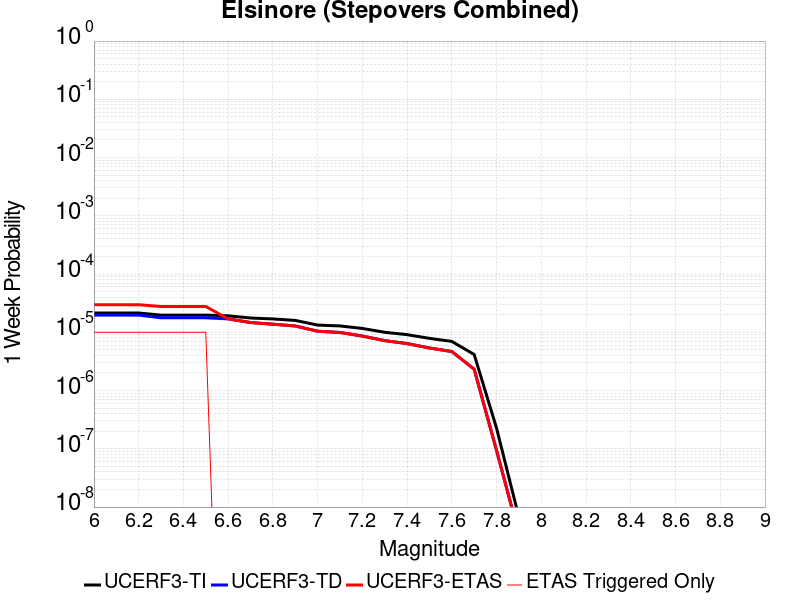 Elsinore (Stepovers Combined)
10^0
10^-1
10^-2
10^-3
10^-4
10^-5
10^-6
10^-7
10^-8
1 Week Probability
6 6.2 6.4 6.6 6.8 7 7.2 7.4 7.6 7.8 8 8.2 8.4 8.6 8.8 9
Magnitude
UCERF3-TI UCERF3-TD UCERF3-ETAS ETAS Triggered Only